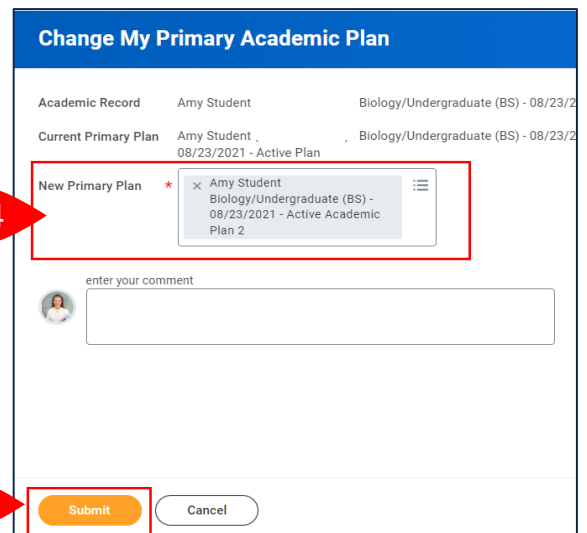 Change My Primary Academic Plan
Academic Record Amy Student Biology/Undergraduate (BS) - 08/23/2
Current Primary Plan Amy Student , Biology/Undergraduate (BS) - 08/23/2
08/23/2021 - Active Plan
New Primary Plan * × Amy Student
Biology/Undergraduate (BS) -
08/23/2021 - Active Academic
Plan 2
4
enter your comment
Submit Cancel